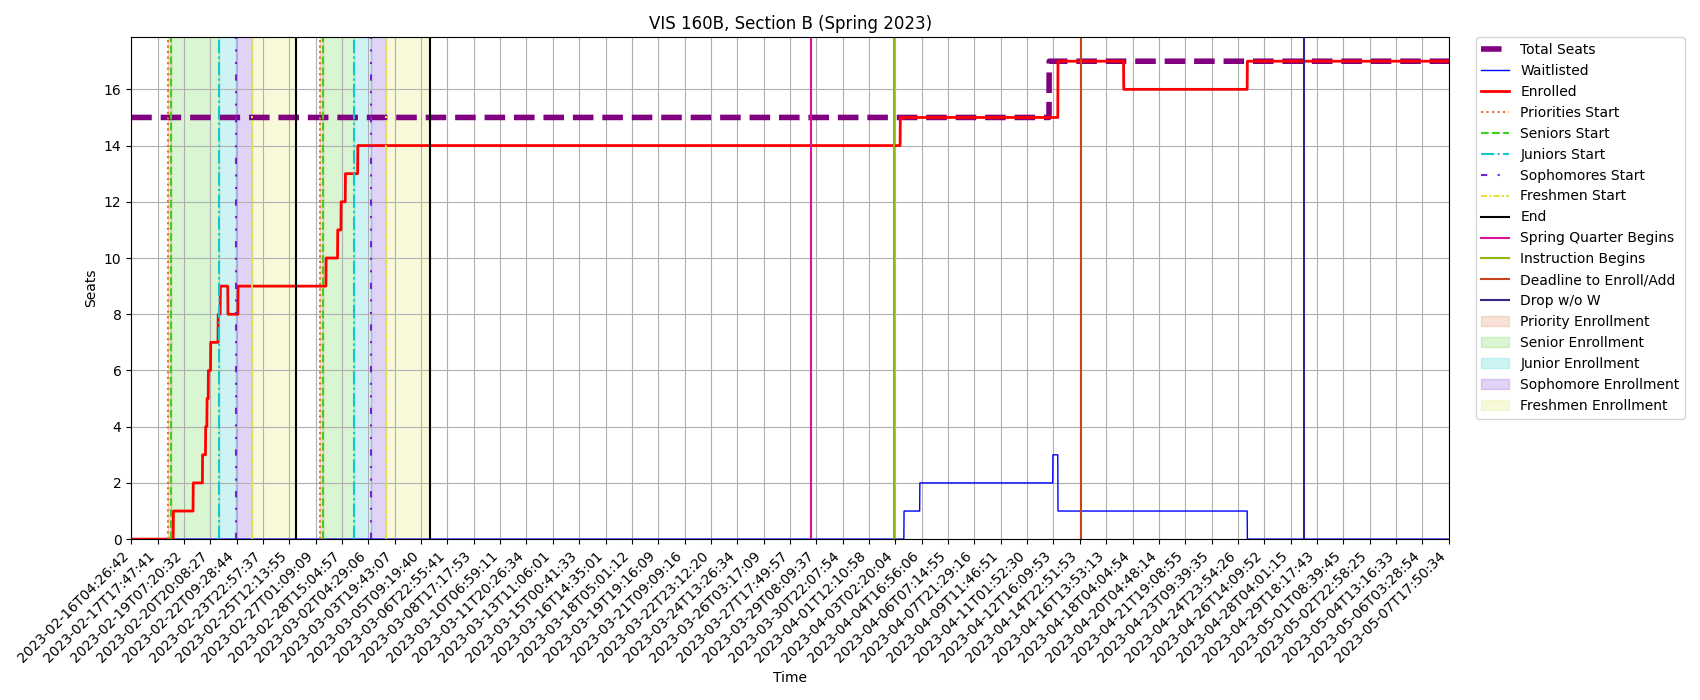 VIS 160B, Section B (Spring 2023)
Seats
16
14
12
10
8
6
4
2
0
2023-02-16T04:26:42
2023-02-17T17:47:41
2023-02-19T07:20:32
2023-02-20T20:08:27
2023-02-22T09:28:44
2023-02-23T22:57:37
2023-02-25T12:13:55
2023-02-27T01:09:09
2023-02-28T15:04:57
2023-03-02T04:29:06
2023-03-03T19:43:07
2023-03-05T09:19:40
2023-03-06T22:55:41
2023-03-08T17:17:53
2023-03-10T06:59:11
2023-03-11T20:26:34
2023-03-13T11:06:01
2023-03-15T00:41:33
2023-03-16T14:35:01
2023-03-18T05:01:12
2023-03-19T19:16:09
2023-03-21T09:09:16
2023-03-22T23:12:20
2023-03-24T13:26:34
2023-03-26T03:17:09
2023-03-27T17:49:57
2023-03-29T08:09:37
2023-03-30T22:07:54
2023-04-01T12:10:58
2023-04-03T02:20:04
2023-04-04T16:56:06
2023-04-06T07:14:55
2023-04-07T21:29:16
2023-04-09T11:46:51
2023-04-11T01:52:30
2023-04-12T16:09:53
2023-04-14T22:51:53
2023-04-16T13:53:13
2023-04-18T04:04:54
2023-04-20T04:48:14
2023-04-21T19:08:55
2023-04-23T09:39:35
2023-04-24T23:54:26
2023-04-26T14:09:52
2023-04-28T04:01:15
2023-04-29T18:17:43
2023-05-01T08:39:45
2023-05-02T22:58:25
2023-05-04T13:16:33
2023-05-06T03:28:54
2023-05-07T17:50:34
Time
Total Seats
Waitlisted
Enrolled
Priorities Start
Seniors Start
Juniors Start
Sophomores Start
Freshmen Start
End
Spring Quarter Begins
Instruction Begins
Deadline to Enroll/Add
Drop w/o W
Priority Enrollment
Senior Enrollment
Junior Enrollment
Sophomore Enrollment
Freshmen Enrollment